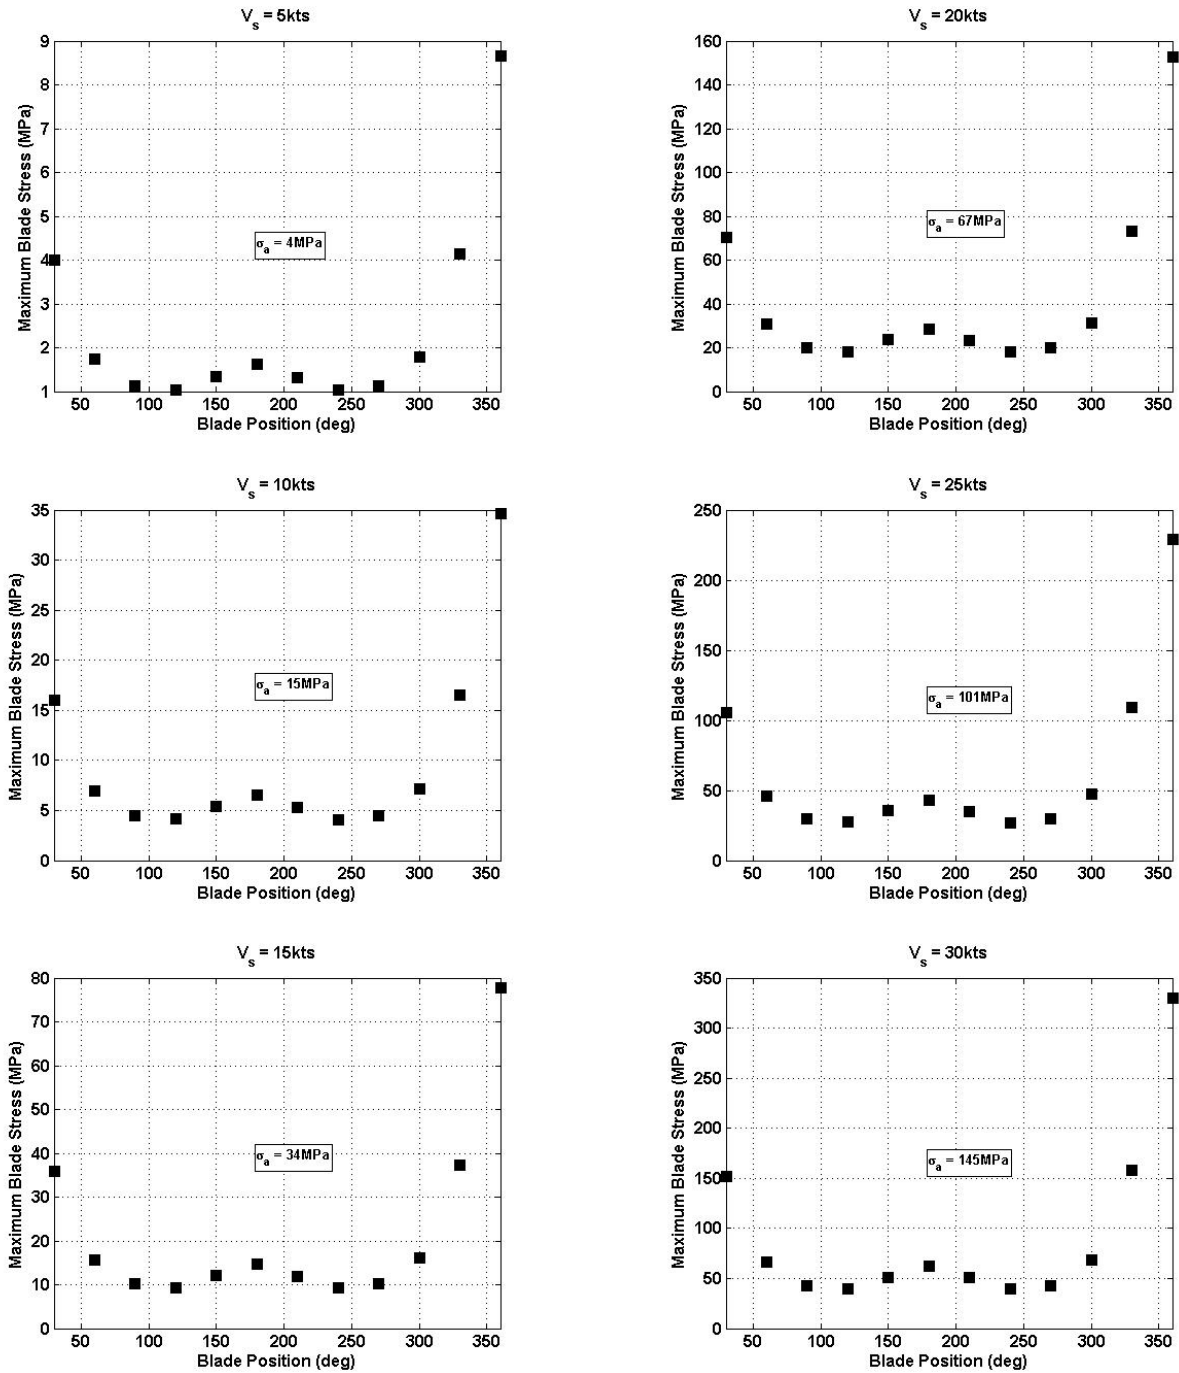 V_s = 5kts
9
8
7
6
5
4
3
2
1
Maximum Blade Stress (MPa)
σ_a = 4MPa
50 100 150 200 250 300 350
Blade Position (deg)
V_s = 20kts
160
140
120
100
80
60
40
20
0
Maximum Blade Stress (MPa)
σ_a = 67MPa
50 100 150 200 250 300 350
Blade Position (deg)
V_s = 10kts
35
30
25
20
15
10
5
0
Maximum Blade Stress (MPa)
σ_a = 15MPa
50 100 150 200 250 300 350
Blade Position (deg)
V_s = 25kts
250
200
150
100
50
0
Maximum Blade Stress (MPa)
σ_a = 101MPa
50 100 150 200 250 300 350
Blade Position (deg)
V_s = 15kts
80
70
60
50
40
30
20
10
0
Maximum Blade Stress (MPa)
σ_a = 34MPa
50 100 150 200 250 300 350
Blade Position (deg)
V_s = 30kts
350
300
250
200
150
100
50
0
Maximum Blade Stress (MPa)
σ_a = 145MPa
50 100 150 200 250 300 350
Blade Position (deg)